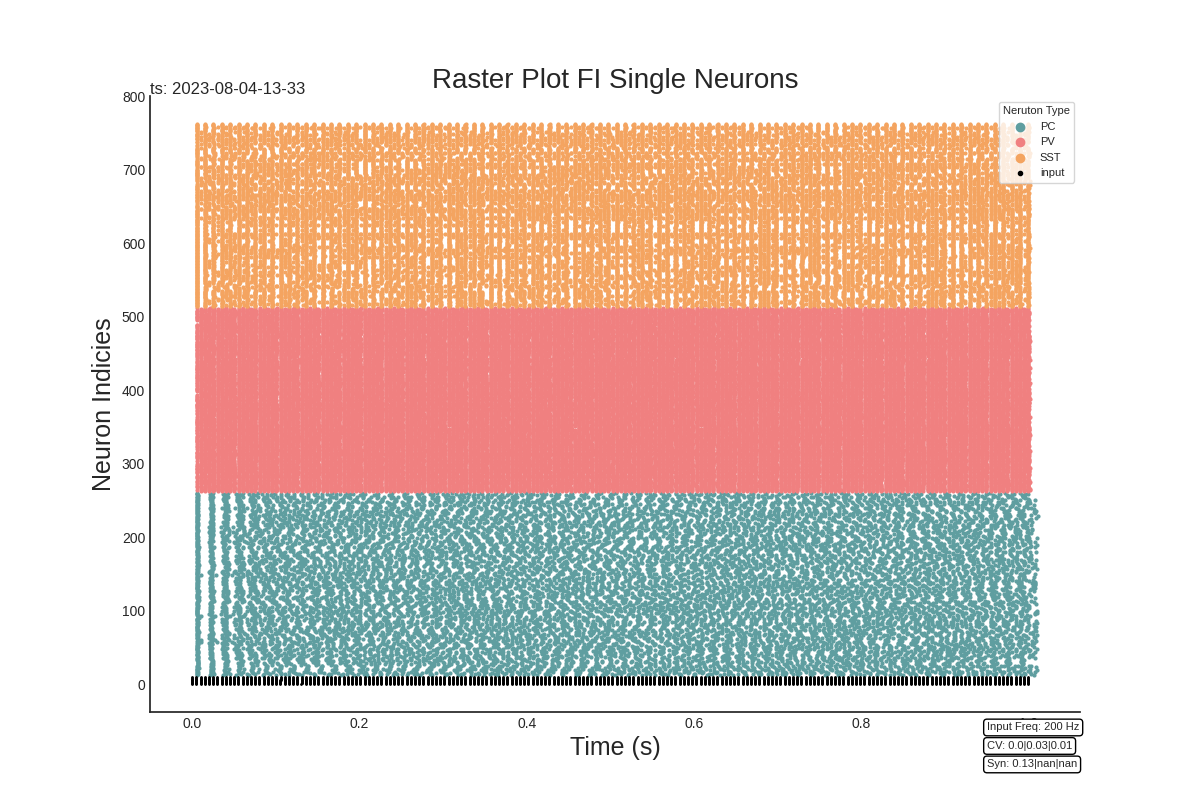 Raster Plot FI Single Neurons
ts: 2023-08-04-13-33
800
700
600
500
400
300
200
100
0
Neuron Indicies
Neruton Type
PC
PV
SST
input
0.0 0.2 0.4 0.6 0.8
Time (s)
Input Freq: 200 Hz
CV: 0.0|0.03|0.01
Syn: 0.13|nan|nan